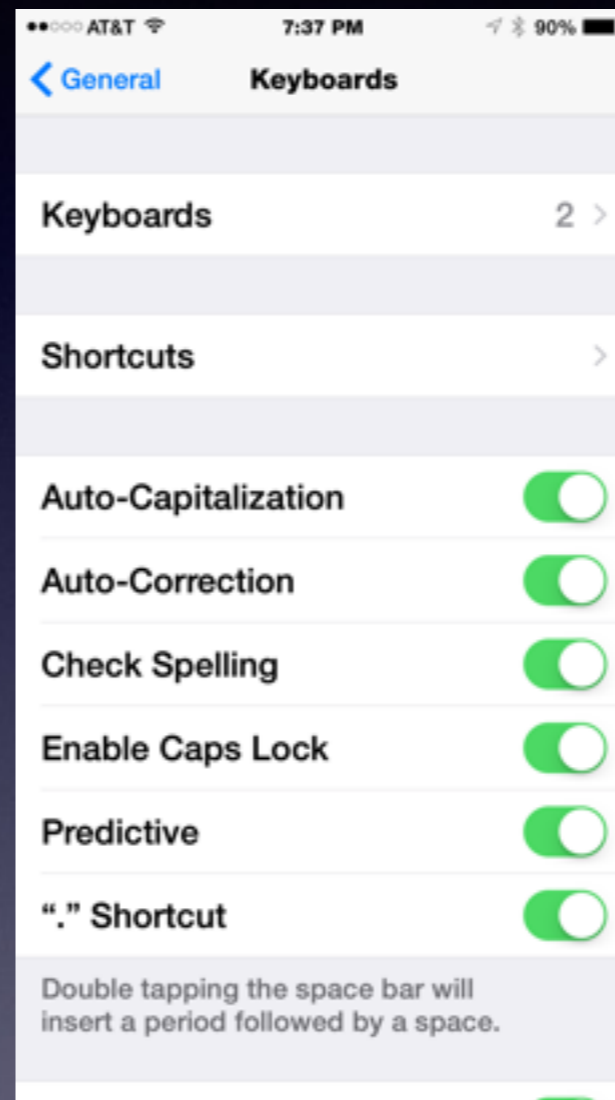 AT&T 7:37 PM 90%
General Keyboards
Keyboards 2
Shortcuts
Auto-Capitalization
Auto-Correction
Check Spelling
Enable Caps Lock
Predictive
“.” Shortcut
Double tapping the space bar will
insert a period followed by a space.